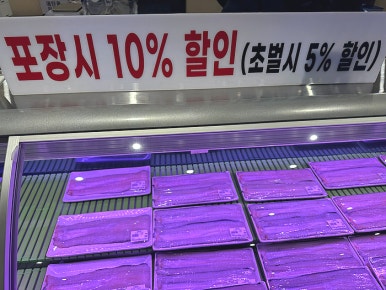 포장시 10% 할인 (초벌시 5% 할인)